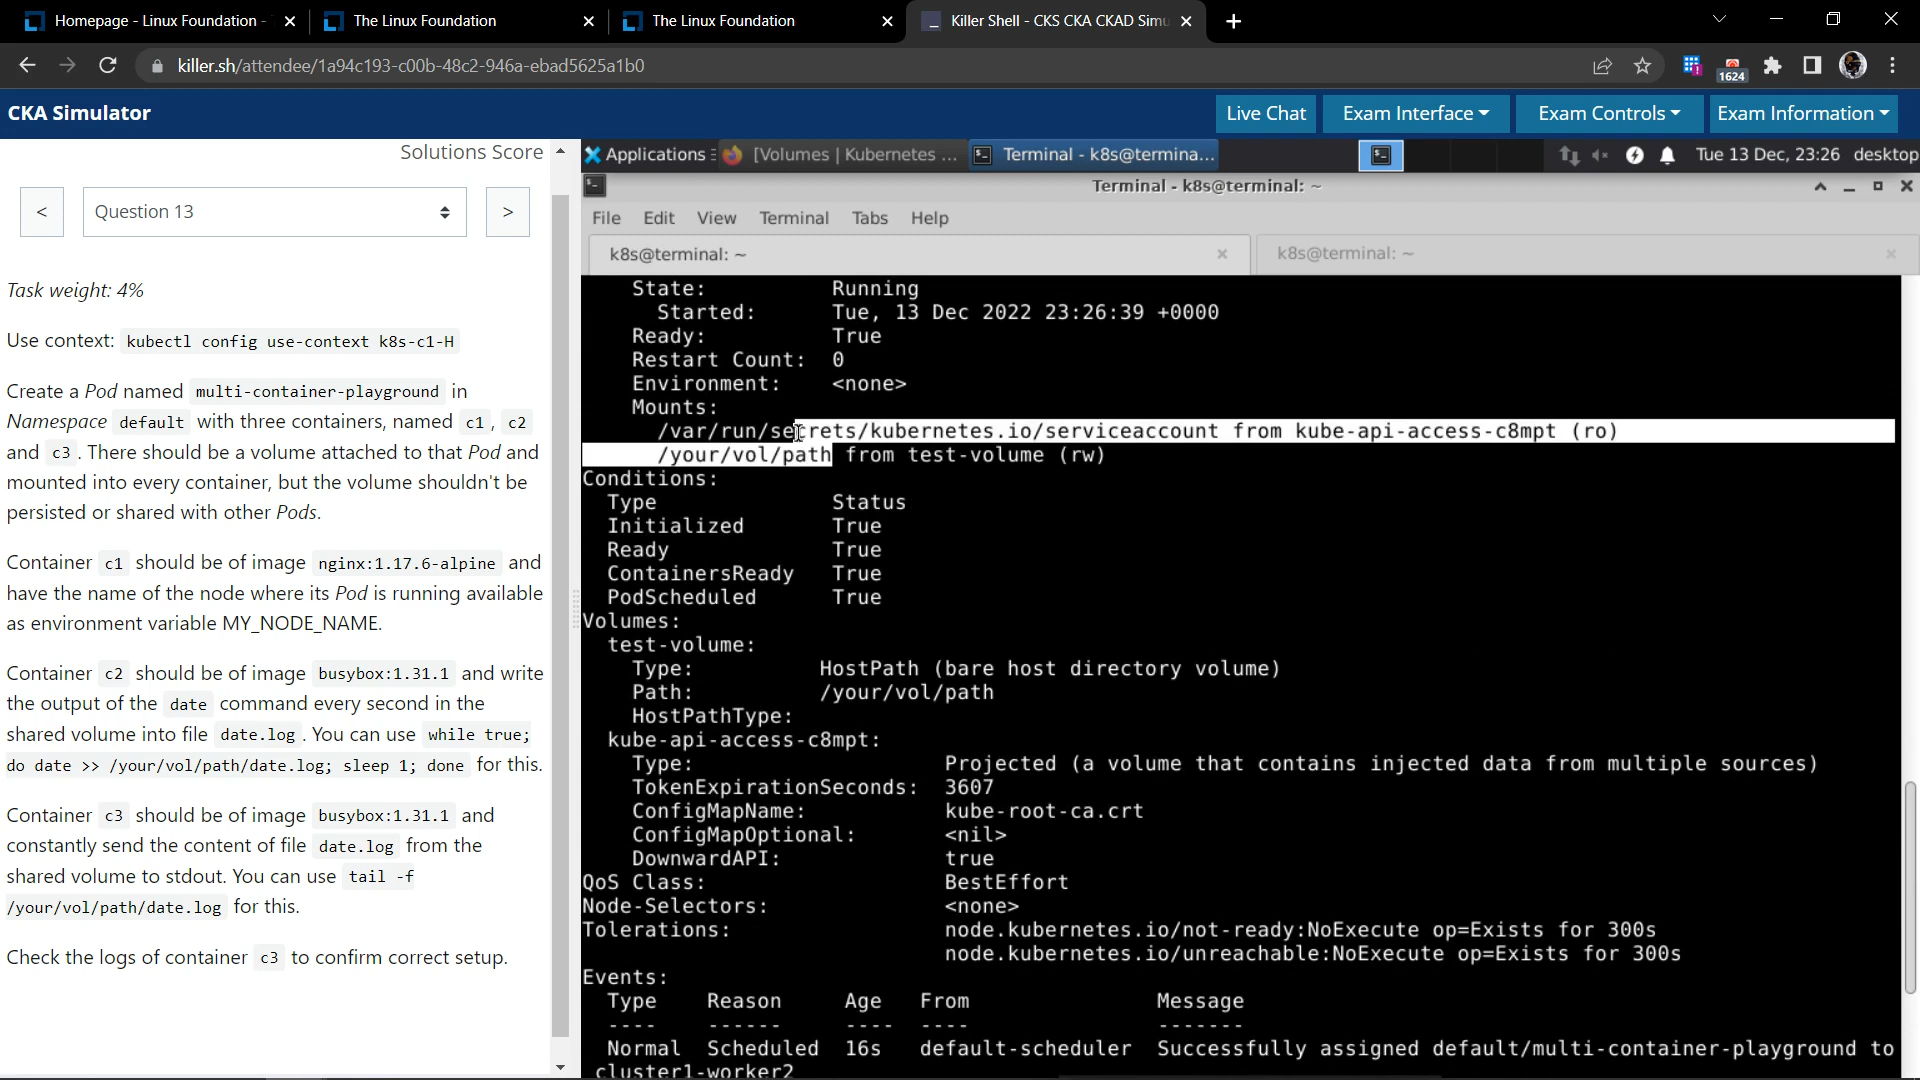 Homepage - Linux Foundation -
The Linux Foundation
The Linux Foundation
Killer Shell - CKS CKA CKAD Simu
killer.sh/attendee/1a94c193-c00b-48c2-946a-ebad5625a1b0
1624
CKA Simulator
Live Chat
Exam Interface
Exam Controls
Exam Information
Solutions Score
< Question 13 >
Task weight: 4%
Use context: kubectl config use-context k8s-c1-H
Create a Pod named multi-container-playground in
Namespace default with three containers, named c1, c2
and c3. There should be a volume attached to that Pod and
mounted into every container, but the volume shouldn't be
persisted or shared with other Pods.
Container c1 should be of image nginx:1.17.6-alpine and
have the name of the node where its Pod is running available
as environment variable MY_NODE_NAME.
Container c2 should be of image busybox:1.31.1 and write
the output of the date command every second in the
shared volume into file date.log. You can use while true;
do date >> /your/vol/path/date.log; sleep 1; done for this.
Container c3 should be of image busybox:1.31.1 and
constantly send the content of file date.log from the
shared volume to stdout. You can use tail -f
/your/vol/path/date.log for this.
Check the logs of container c3 to confirm correct setup.
Applications
[Volumes | Kubernetes ...
Terminal - k8s@termina...
Tue 13 Dec, 23:26 desktop
Terminal - k8s@terminal: ~
File Edit View Terminal Tabs Help
k8s@terminal: ~
k8s@terminal: ~
State: Running
Started: Tue, 13 Dec 2022 23:26:39 +0000
Ready: True
Restart Count: 0
Environment: <none>
Mounts:
/var/run/secrets/kubernetes.io/serviceaccount from kube-api-access-c8mpt (ro)
/your/vol/path from test-volume (rw)
Conditions:
Type Status
Initialized True
Ready True
ContainersReady True
PodScheduled True
Volumes:
test-volume:
Type: HostPath (bare host directory volume)
Path: /your/vol/path
HostPathType:
kube-api-access-c8mpt:
Type: Projected (a volume that contains injected data from multiple sources)
TokenExpirationSeconds: 3607
ConfigMapName: kube-root-ca.crt
ConfigMapOptional: <nil>
DownwardAPI: true
QoS Class: BestEffort
Node-Selectors: <none>
Tolerations: node.kubernetes.io/not-ready:NoExecute op=Exists for 300s
node.kubernetes.io/unreachable:NoExecute op=Exists for 300s
Events:
Type Reason Age From Message
---- ------ ---- ---- -------
Normal Scheduled 16s default-scheduler Successfully assigned default/multi-container-playground to
cluster1-worker2